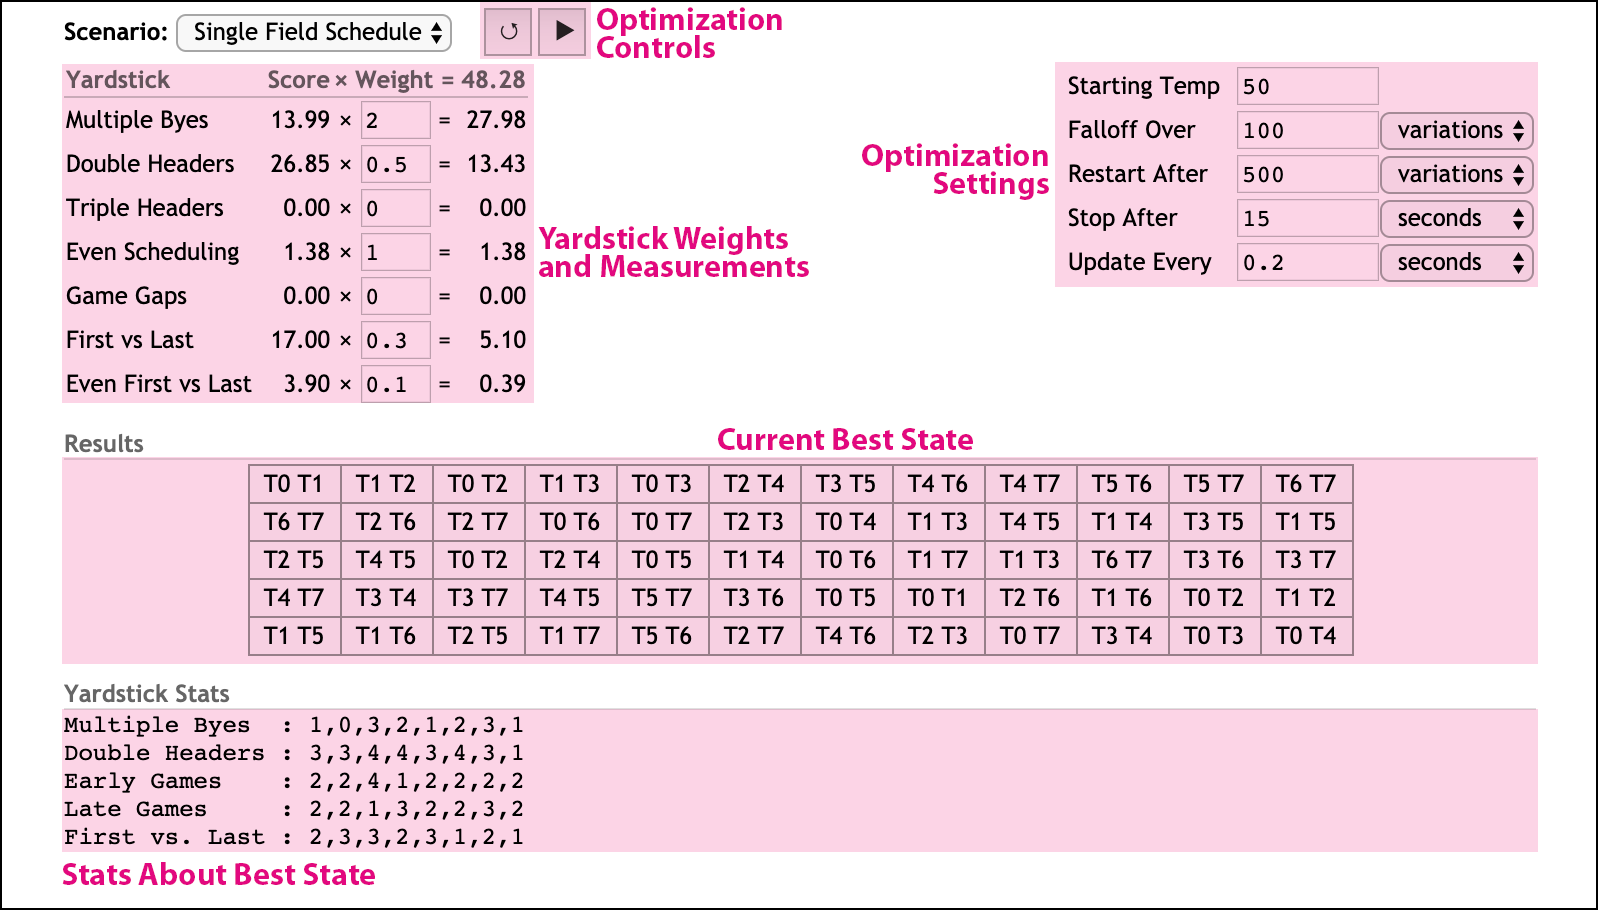 Scenario: Single Field Schedule
Optimization
Controls
Yardstick Score × Weight = 48.28
Multiple Byes 13.99 × 2 = 27.98
Double Headers 26.85 × 0.5 = 13.43
Triple Headers 0.00 × 0 = 0.00
Even Scheduling 1.38 × 1 = 1.38
Game Gaps 0.00 × 0 = 0.00
First vs Last 17.00 × 0.3 = 5.10
Even First vs Last 3.90 × 0.1 = 0.39
Yardstick Weights
and Measurements
Optimization
Settings
Starting Temp 50
Falloff Over 100 variations
Restart After 500 variations
Stop After 15 seconds
Update Every 0.2 seconds
Results
Current Best State
T0 T1 T1 T2 T0 T2 T1 T3 T0 T3 T2 T4 T3 T5 T4 T6 T4 T7 T5 T6 T5 T7 T6 T7
T6 T7 T2 T6 T2 T7 T0 T6 T0 T7 T2 T3 T0 T4 T1 T3 T4 T5 T1 T4 T3 T5 T1 T5
T2 T5 T4 T5 T0 T2 T2 T4 T0 T5 T1 T4 T0 T6 T1 T7 T1 T3 T6 T7 T3 T6 T3 T7
T4 T7 T3 T4 T3 T7 T4 T5 T5 T7 T3 T6 T0 T5 T0 T1 T2 T6 T1 T6 T0 T2 T1 T2
T1 T5 T1 T6 T2 T5 T1 T7 T5 T6 T2 T7 T4 T6 T2 T3 T0 T7 T3 T4 T0 T3 T0 T4
Yardstick Stats
Multiple Byes : 1,0,3,2,1,2,3,1
Double Headers : 3,3,4,4,3,4,3,1
Early Games : 2,2,4,1,2,2,2,2
Late Games : 2,2,1,3,2,2,3,2
First vs. Last : 2,3,3,2,3,1,2,1
Stats About Best State